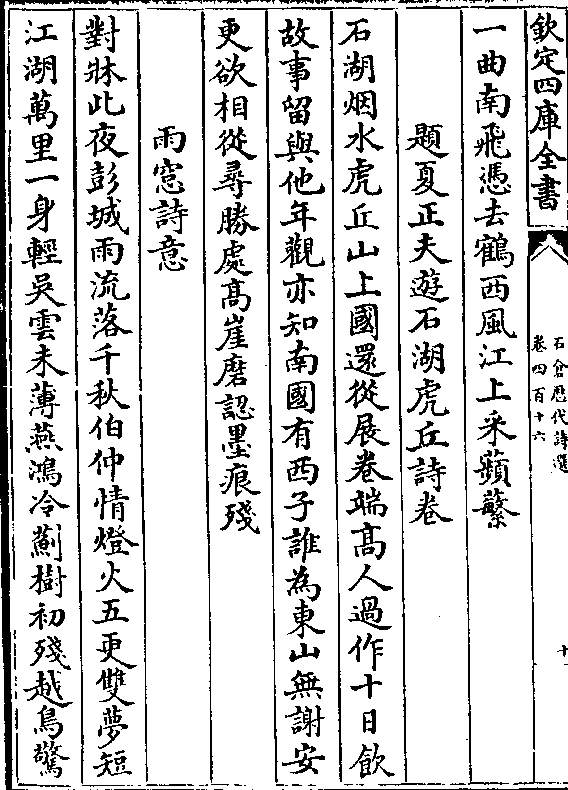 欽定四庫全書
石倉歷代詩選
卷四百十六
十一
一曲南飛憑去鶴西風江上采蘋蘩
題夏正夫遊石湖虎丘詩卷
石湖烟水虎丘山上國還從展卷端高人過作十日飲
故事留與他年觀亦知南國有西子誰為東山無謝安
更欲相從尋勝處高崖磨認墨痕殘
雨窓詩意
對牀此夜彭城雨流落千秋伯仲情燈火五更雙夢短
江湖萬里一身輕吳雲未薄燕鴻冷薊樹初殘越鳥驚